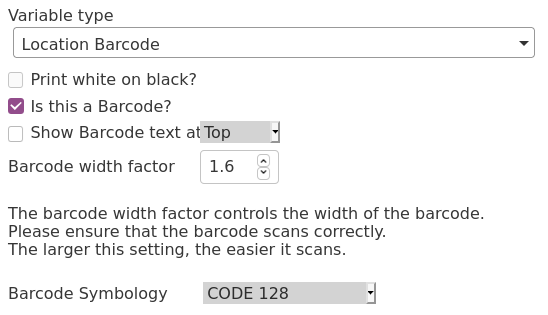 Variable type
Location Barcode
Print white on black?
Is this a Barcode?
Show Barcode text at Top
Barcode width factor 1.6
The barcode width factor controls the width of the barcode.
Please ensure that the barcode scans correctly.
The larger this setting, the easier it scans.
Barcode Symbology CODE 128